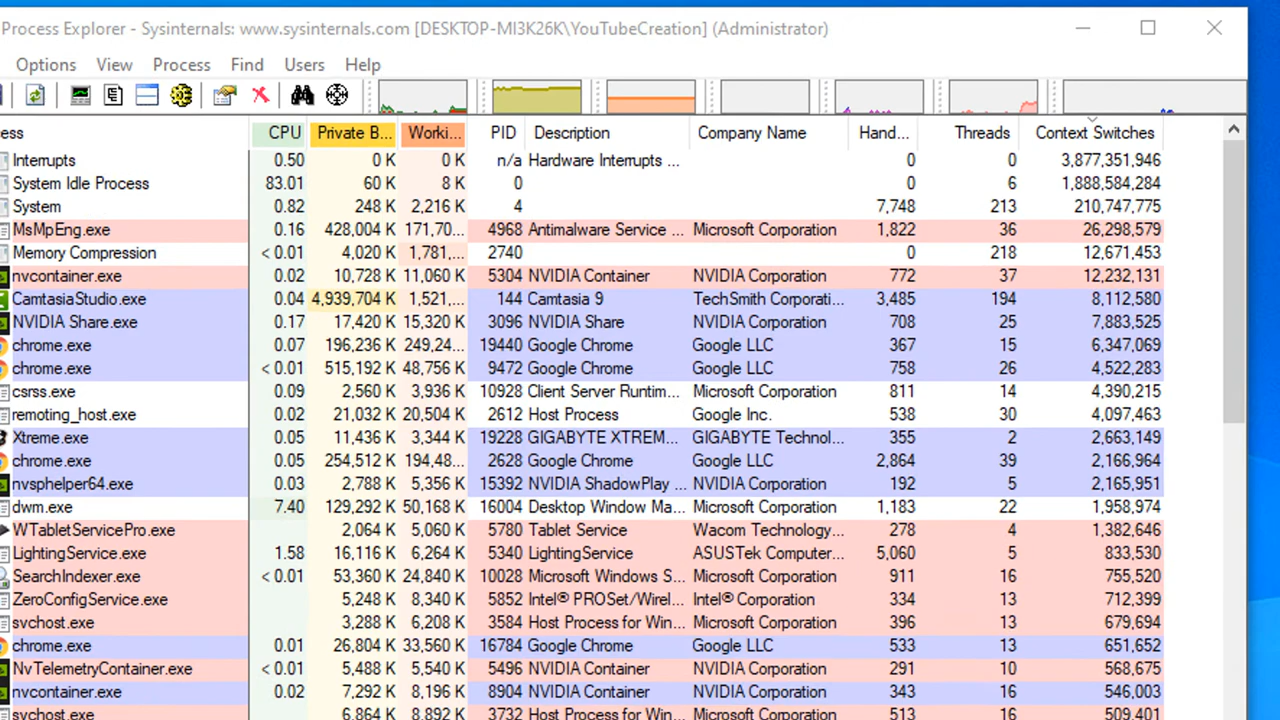 Process Explorer - Sysinternals: www.sysinternals.com [DESKTOP-MI3K26K\YouTubeCreation] (Administrator)
Options View Process Find Users Help
ess CPU Private B... Worki... PID Description Company Name Hand... Threads Context Switches
Interrupts 0.50 0 K 0 K n/a Hardware Interrupts ... 0 0 3,877,351,946
System Idle Process 83.01 60 K 8 K 0 0 6 1,888,584,284
System 0.82 248 K 2,216 K 4 7,748 213 210,747,775
MsMpEng.exe 0.16 428,004 K 171,70... 4968 Antimalware Service ... Microsoft Corporation 1,822 36 26,298,579
Memory Compression < 0.01 4,020 K 1,781,... 2740 0 218 12,671,453
nvcontainer.exe 0.02 10,728 K 11,060 K 5304 NVIDIA Container NVIDIA Corporation 772 37 12,232,131
CamtasiaStudio.exe 0.04 4,939,704 K 1,521,... 144 Camtasia 9 TechSmith Corporati... 3,485 194 8,112,580
NVIDIA Share.exe 0.17 17,420 K 15,320 K 3096 NVIDIA Share NVIDIA Corporation 708 25 7,883,525
chrome.exe 0.07 196,236 K 249,24... 19440 Google Chrome Google LLC 367 15 6,347,069
chrome.exe < 0.01 515,192 K 48,756 K 9472 Google Chrome Google LLC 758 26 4,522,283
csrss.exe 0.09 2,560 K 3,936 K 10928 Client Server Runtim... Microsoft Corporation 811 14 4,390,215
remoting_host.exe 0.02 21,032 K 20,504 K 2612 Host Process Google Inc. 538 30 4,097,463
Xtreme.exe 0.05 11,436 K 3,344 K 19228 GIGABYTE XTREM... GIGABYTE Technol... 355 2 2,663,149
chrome.exe 0.05 254,512 K 194,48... 2628 Google Chrome Google LLC 2,864 39 2,166,964
nvsphelper64.exe 0.03 2,788 K 5,356 K 15392 NVIDIA ShadowPlay ... NVIDIA Corporation 192 5 2,165,951
dwm.exe 7.40 129,292 K 50,168 K 16004 Desktop Window Ma... Microsoft Corporation 1,183 22 1,958,974
WTabletServicePro.exe 2,064 K 5,060 K 5780 Tablet Service Wacom Technology... 278 4 1,382,646
LightingService.exe 1.58 16,116 K 6,264 K 5340 LightingService ASUSTek Computer... 5,060 5 833,530
SearchIndexer.exe < 0.01 53,360 K 24,840 K 10028 Microsoft Windows S... Microsoft Corporation 911 16 755,520
ZeroConfigService.exe 5,248 K 8,340 K 5852 Intel® PROSet/Wirel... Intel® Corporation 334 13 712,399
svchost.exe 3,288 K 6,208 K 3584 Host Process for Win... Microsoft Corporation 396 13 679,694
chrome.exe 0.01 26,804 K 33,560 K 16784 Google Chrome Google LLC 533 13 651,652
NvTelemetryContainer.exe < 0.01 5,488 K 5,540 K 5496 NVIDIA Container NVIDIA Corporation 291 10 568,675
nvcontainer.exe 0.02 7,292 K 8,196 K 8904 NVIDIA Container NVIDIA Corporation 343 16 546,003
svchost.exe 6,864 K 8,892 K 3732 Host Process for Win... Microsoft Corporation 513 16 509,401